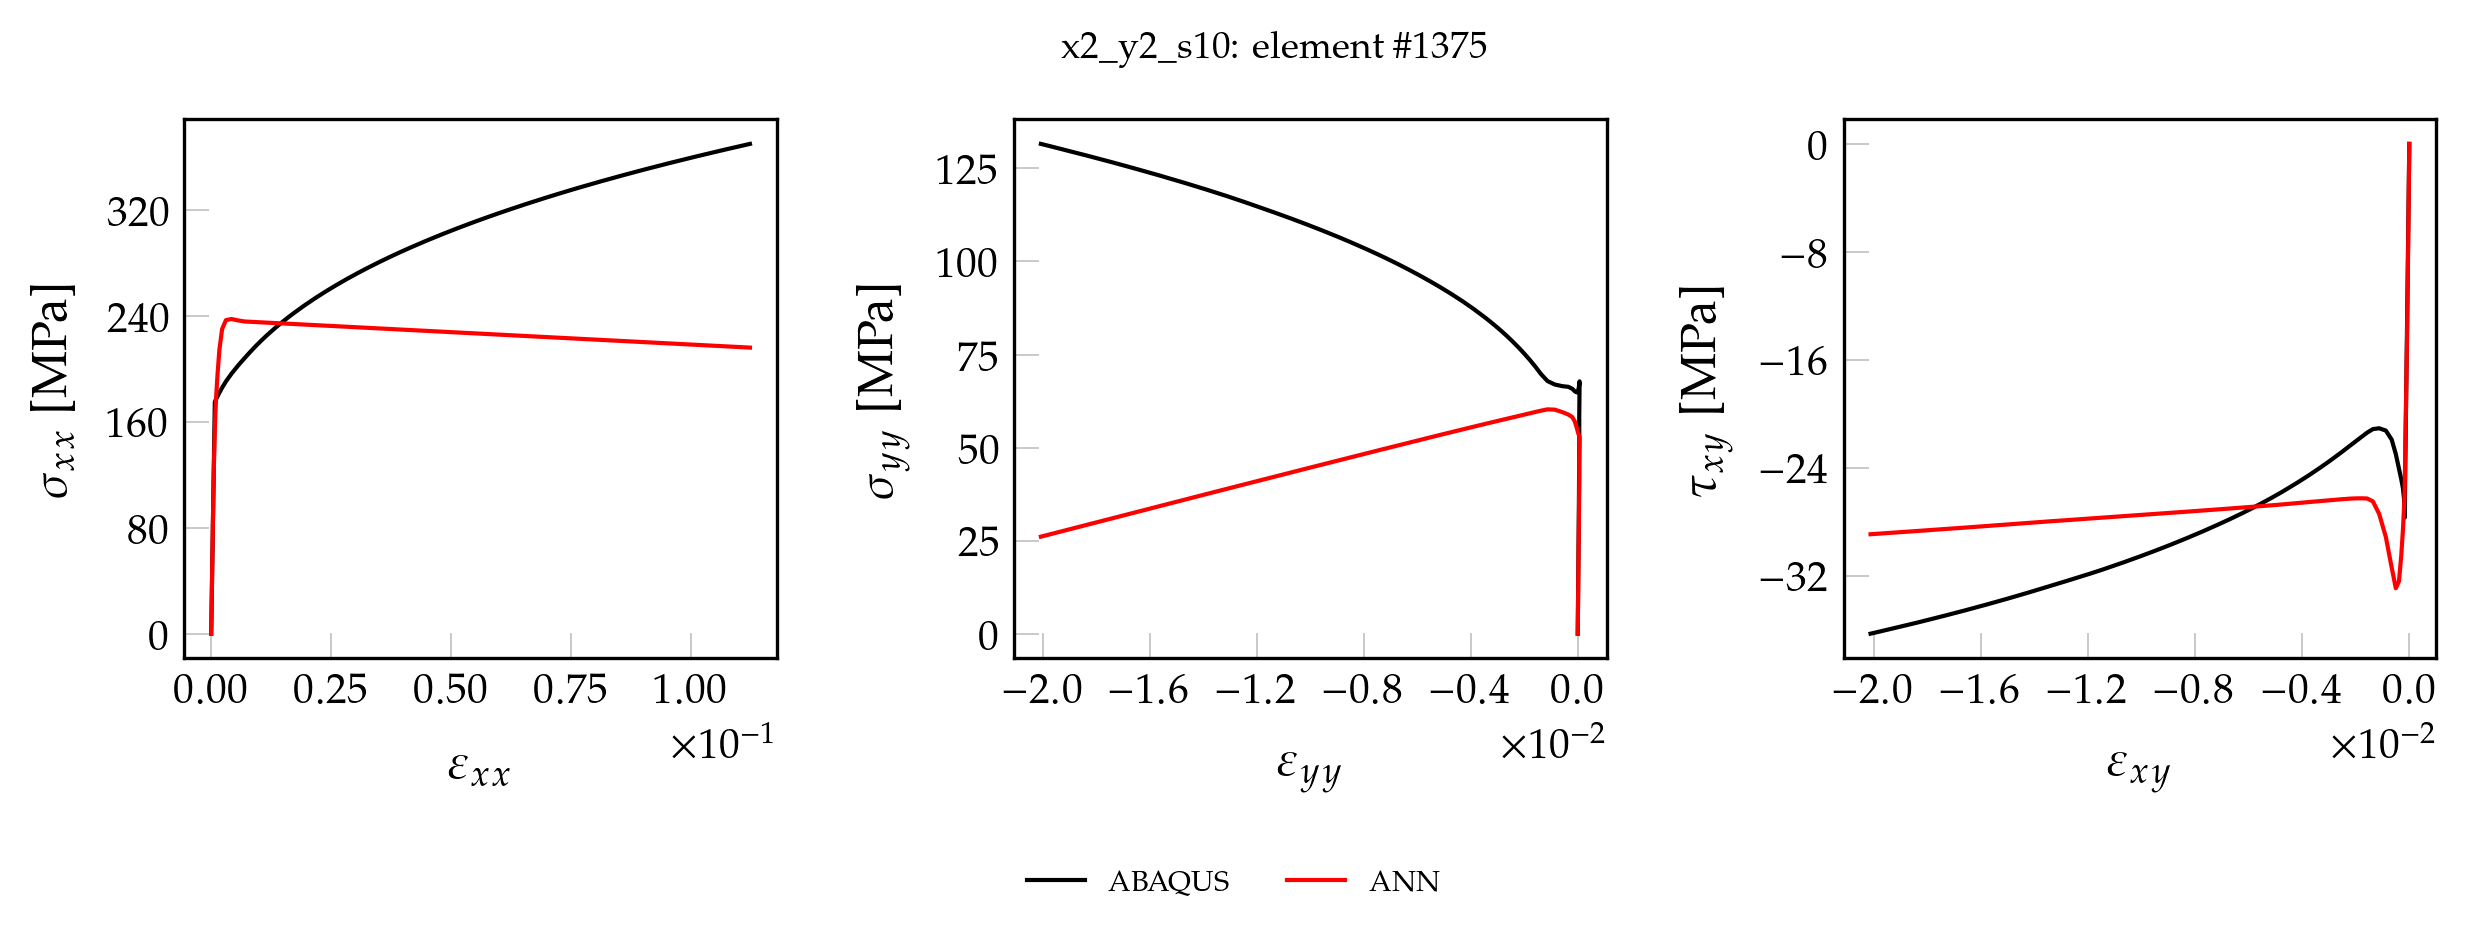 x2_y2_s10: element #1375
σxx [MPa]
320
240
160
80
0
0.00 0.25 0.50 0.75 1.00
×10−1
εxx
σyy [MPa]
125
100
75
50
25
0
−2.0 −1.6 −1.2 −0.8 −0.4 0.0
×10−2
εyy
τxy [MPa]
0
−8
−16
−24
−32
−2.0 −1.6 −1.2 −0.8 −0.4 0.0
×10−2
εxy
ABAQUS ANN